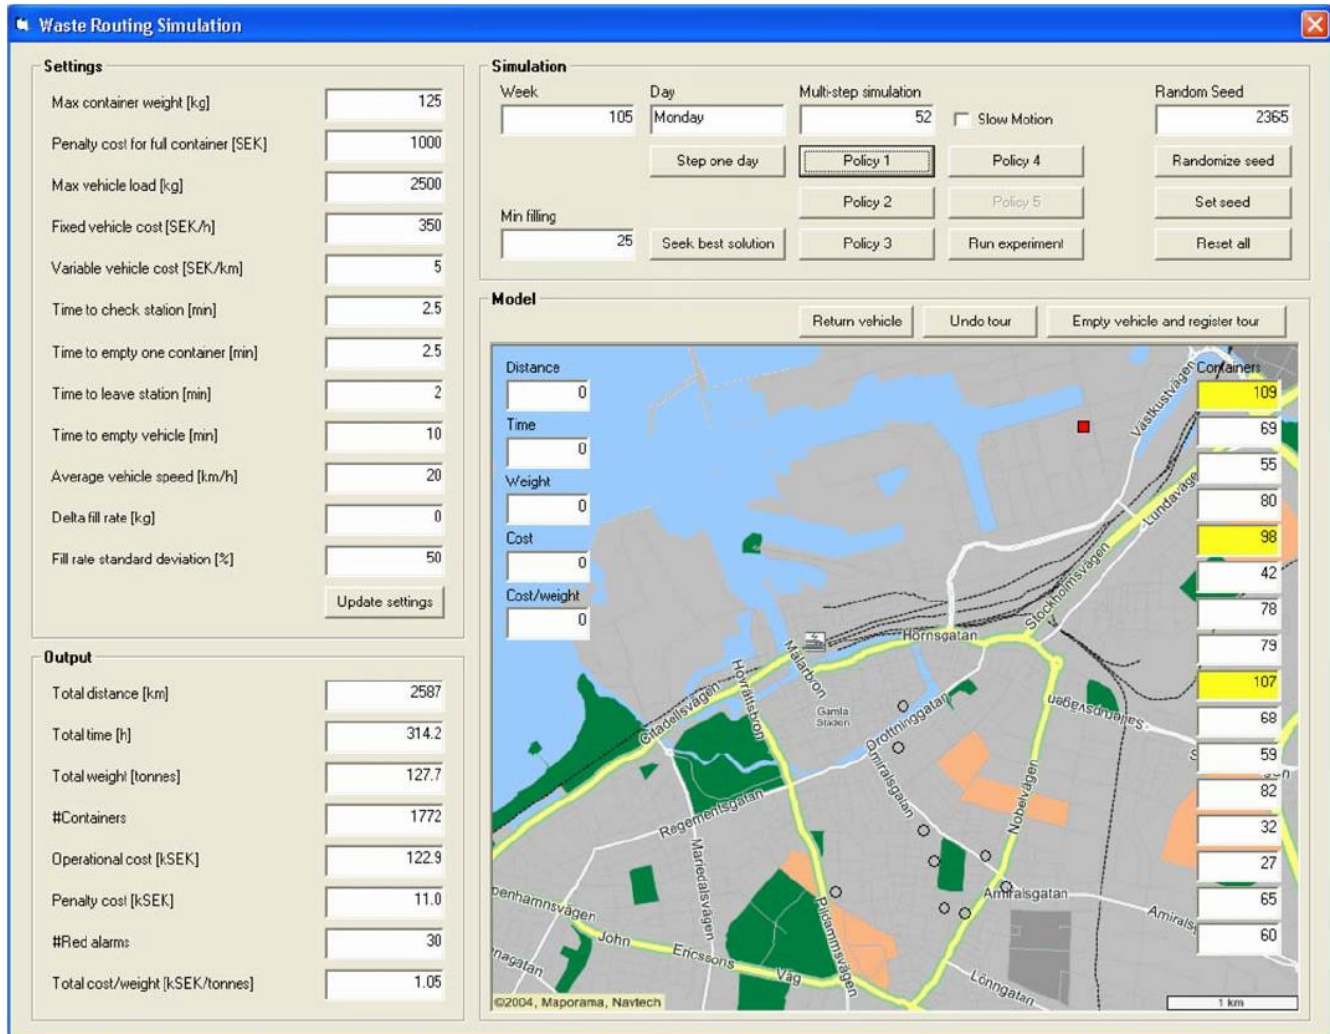 Waste Routing Simulation
Settings
Max container weight [kg] 125
Penalty cost for full container [SEK] 1000
Max vehicle load [kg] 2500
Fixed vehicle cost [SEK/h] 350
Variable vehicle cost [SEK/km] 5
Time to check station [min] 2.5
Time to empty one container [min] 2.5
Time to leave station [min] 2
Time to empty vehicle [min] 10
Average vehicle speed [km/h] 20
Delta fill rate [kg] 0
Fill rate standard deviation [%] 50
Update settings
Output
Total distance [km] 2587
Total time [h] 314.2
Total weight [tonnes] 127.7
#Containers 1772
Operational cost [kSEK] 122.9
Penalty cost [kSEK] 11.0
#Red alarms 30
Total cost/weight [kSEK/tonnes] 1.05
Simulation
Week Day Multi-step simulation Random Seed
105 Monday 52 Slow Motion 2365
Step one day Policy 1 Policy 4 Randomize seed
Policy 2 Policy 5 Set seed
Min filling
25 Seek best solution Policy 3 Run experiment Reset all
Model
Return vehicle Undo tour Empty vehicle and register tour
Distance
0
Time
0
Weight
0
Cost
0
Cost/weight
0
Containers
109
69
55
80
98
42
78
79
107
68
59
82
32
27
65
60
Västkustvägen
Lundaväge
Stockholmsvägen
Hornsgatan
Mälarbron
Hovrättsbron
Citadellsvägen
Gamla
Staden
Drottninggatan
Sallerupsvägen
Amiralsgatan
Nobelvägen
Regementsgatan
Mariedalsvägen
Amiralsgatan
Amirals
penhamnsvägen
Pildammsvägen
John Ericssons Väg
nagatan
Lönngatan
©2004, Maporama, Navtech
1 km